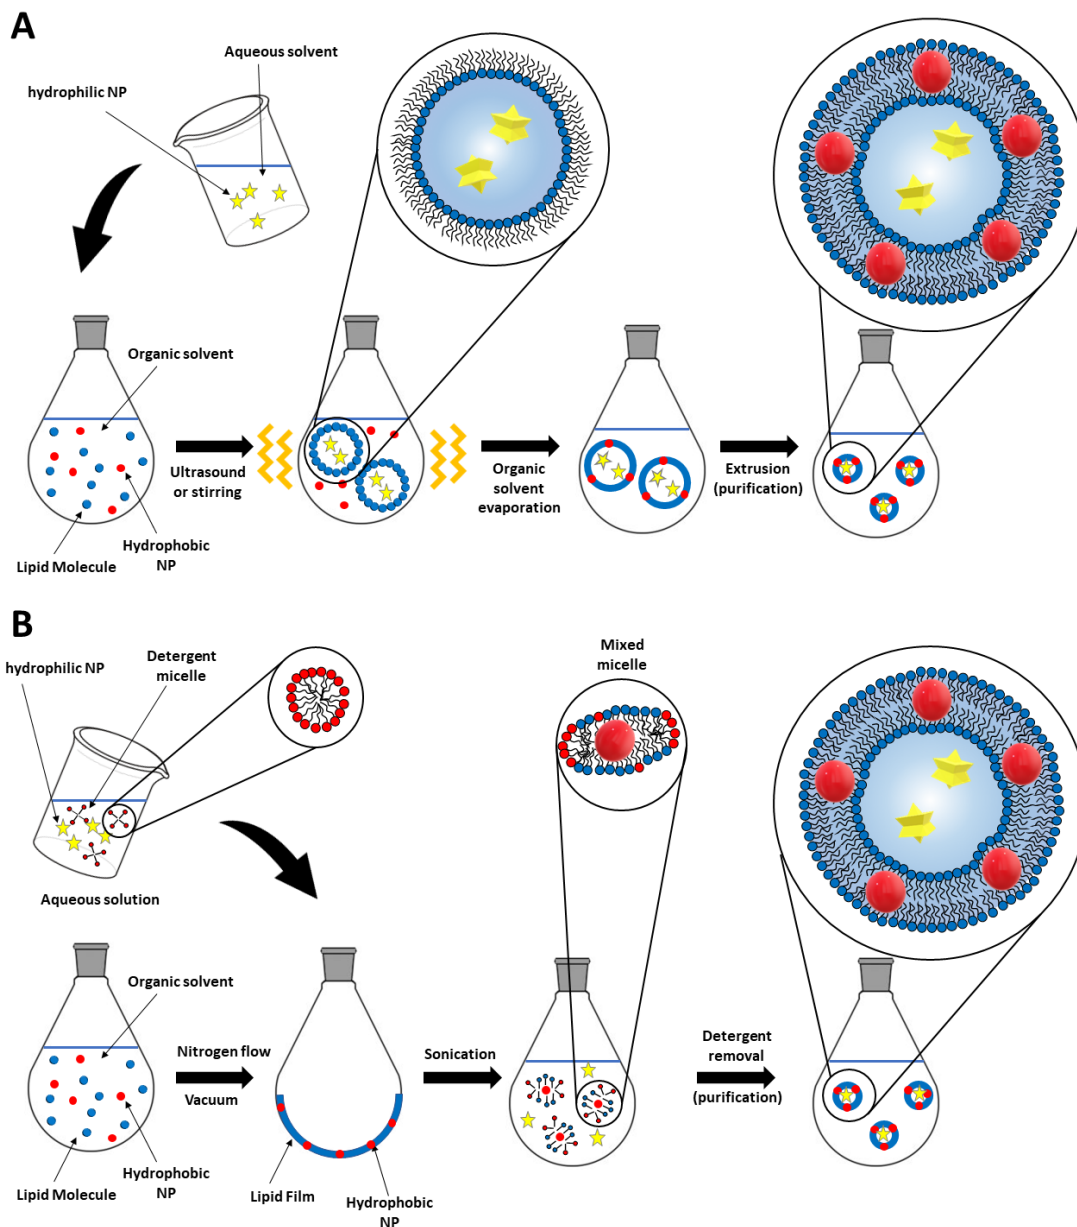 A
Aqueous solvent
hydrophilic NP
Organic solvent
Ultrasound
or stirring
Organic
solvent
evaporation
Extrusion
(purification)
Lipid Molecule
Hydrophobic
NP
B
hydrophilic NP
Detergent
micelle
Mixed
micelle
Aqueous solution
Organic solvent
Nitrogen flow
Vacuum
Sonication
Detergent
removal
(purification)
Lipid Molecule
Hydrophobic
NP
Lipid Film
Hydrophobic
NP